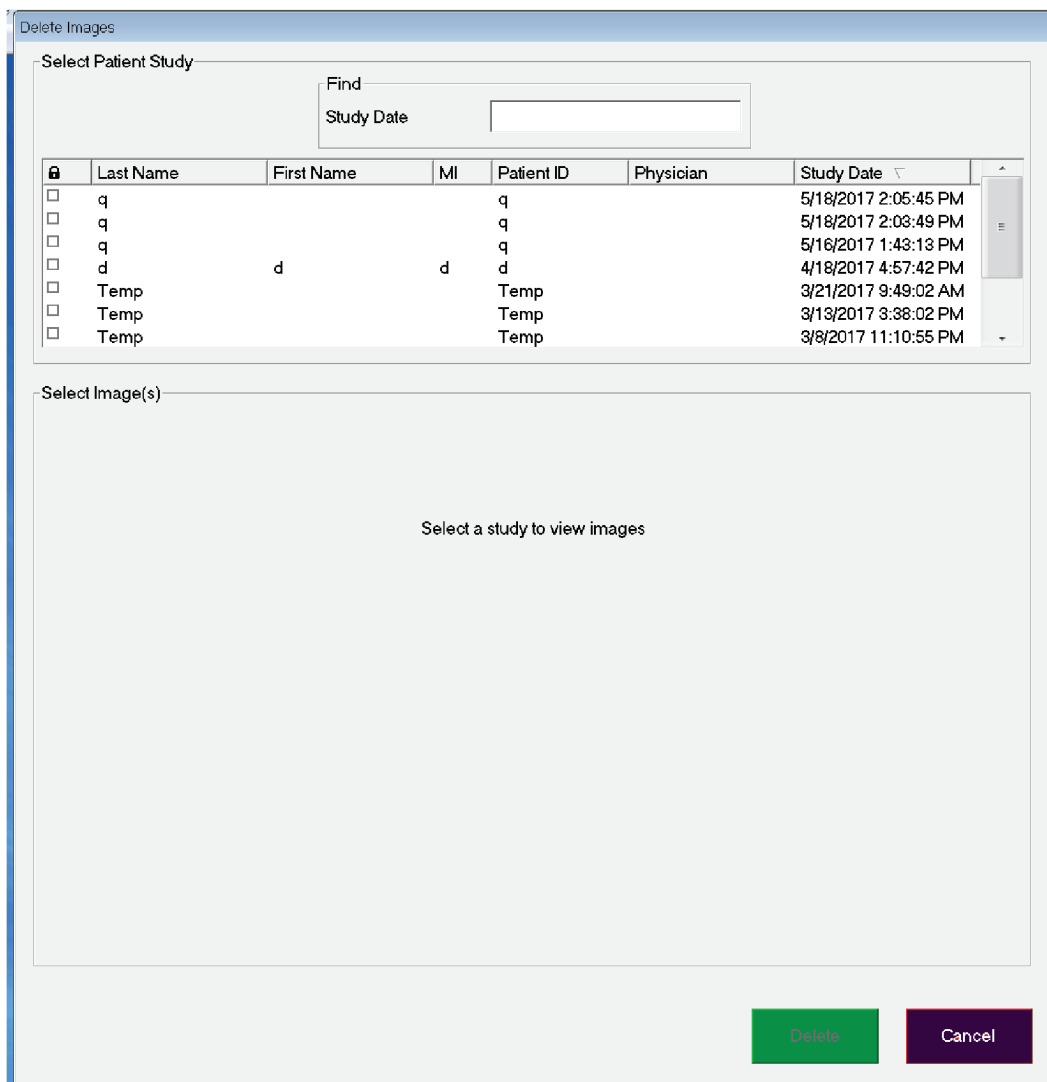 Delete Images
Select Patient Study
Find
Study Date
Last Name First Name MI Patient ID Physician Study Date
q q 5/18/2017 2:05:45 PM
q q 5/18/2017 2:03:49 PM
q q 5/16/2017 1:43:13 PM
d d d d 4/18/2017 4:57:42 PM
Temp Temp 3/21/2017 9:49:02 AM
Temp Temp 3/13/2017 3:38:02 PM
Temp Temp 3/8/2017 11:10:55 PM
Select Image(s)
Select a study to view images
Delete Cancel